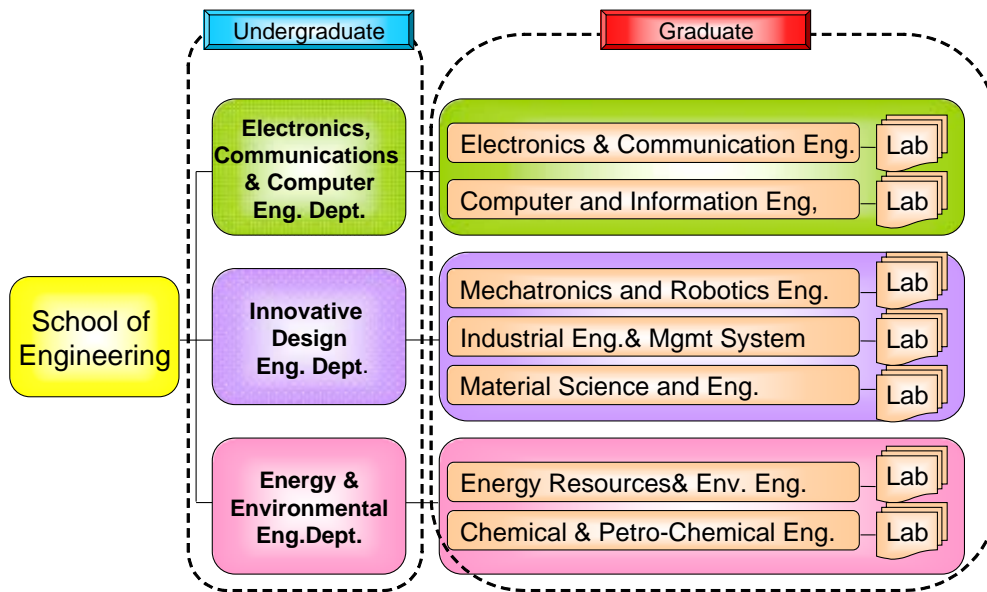 Undergraduate
Graduate
School of
Engineering
Electronics,
Communications
& Computer
Eng. Dept.
Electronics & Communication Eng.
Lab
Computer and Information Eng,
Lab
Innovative
Design
Eng. Dept.
Mechatronics and Robotics Eng.
Lab
Industrial Eng.& Mgmt System
Lab
Material Science and Eng.
Lab
Energy &
Environmental
Eng.Dept.
Energy Resources& Env. Eng.
Lab
Chemical & Petro-Chemical Eng.
Lab